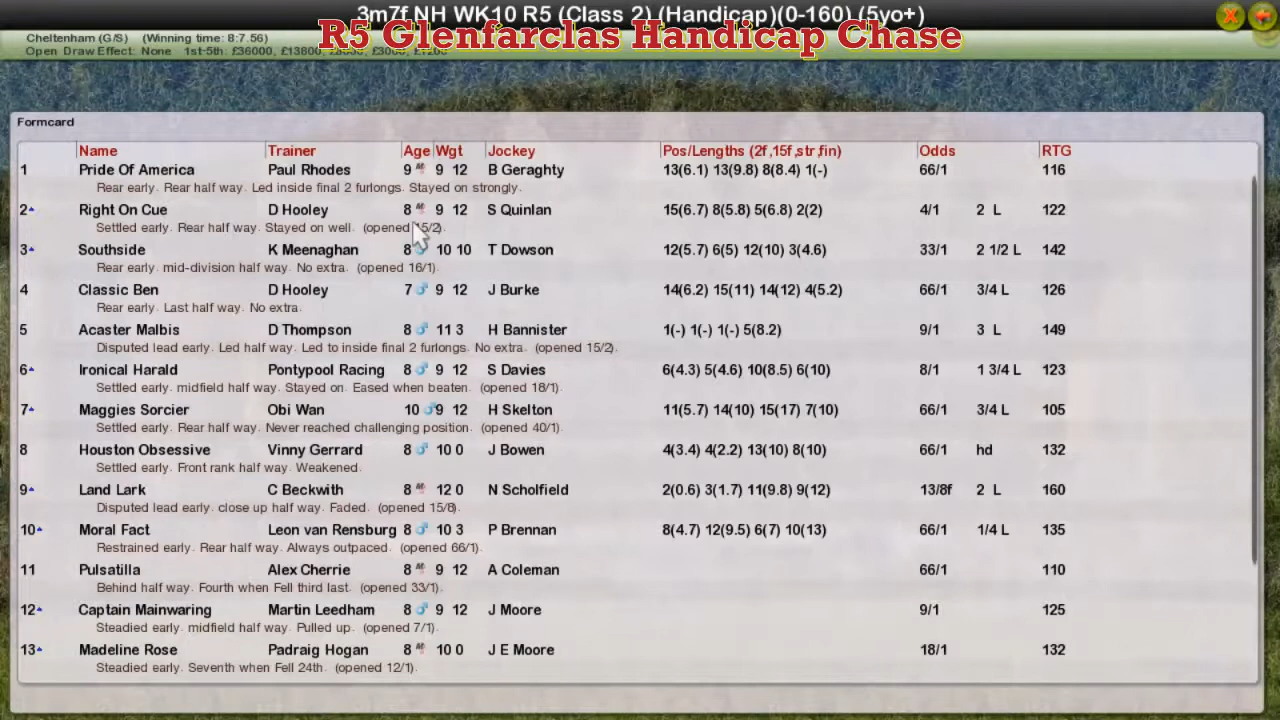 3m7f NH WK10 R5 (Class 2) (Handicap)(0-160) (5yo+)
R5 Glenfarclas Handicap Chase
Cheltenham (G/S) (Winning time: 8:7.56)
Open Draw Effect: None 1st-5th: £36000, £13800,
Formcard
Name Trainer Age Wgt Jockey Pos/Lengths (2f,15f,str,fin) Odds RTG
1 Pride Of America Paul Rhodes 9 9 12 B Geraghty 13(6.1) 13(9.8) 8(8.4) 1(-) 66/1 116
Rear early. Rear half way. Led inside final 2 furlongs. Stayed on strongly.
2 Right On Cue D Hooley 8 9 12 S Quinlan 15(6.7) 8(5.8) 5(6.8) 2(2) 4/1 2 L 122
Settled early. Rear half way. Stayed on well. (opened 15/2).
3 Southside K Meenaghan 8 10 10 T Dowson 12(5.7) 6(5) 12(10) 3(4.6) 33/1 2 1/2 L 142
Rear early. mid-division half way. No extra. (opened 16/1).
4 Classic Ben D Hooley 7 9 12 J Burke 14(6.2) 15(11) 14(12) 4(5.2) 66/1 3/4 L 126
Rear early. Last half way. No extra.
5 Acaster Malbis D Thompson 8 11 3 H Bannister 1(-) 1(-) 1(-) 5(8.2) 9/1 3 L 149
Disputed lead early. Led half way. Led to inside final 2 furlongs. No extra. (opened 15/2).
6 Ironical Harald Pontypool Racing 8 9 12 S Davies 6(4.3) 5(4.6) 10(8.5) 6(10) 8/1 1 3/4 L 123
Settled early. midfield half way. Stayed on. Eased when beaten. (opened 18/1).
7 Maggies Sorcier Obi Wan 10 9 12 H Skelton 11(5.7) 14(10) 15(17) 7(10) 66/1 3/4 L 105
Settled early. Rear half way. Never reached challenging position. (opened 40/1).
8 Houston Obsessive Vinny Gerrard 8 10 0 J Bowen 4(3.4) 4(2.2) 13(10) 8(10) 66/1 hd 132
Settled early. Front rank half way. Weakened.
9 Land Lark C Beckwith 8 12 0 N Scholfield 2(0.6) 3(1.7) 11(9.8) 9(12) 13/8f 2 L 160
Disputed lead early. close up half way. Faded. (opened 15/8).
10 Moral Fact Leon van Rensburg 8 10 3 P Brennan 8(4.7) 12(9.5) 6(7) 10(13) 66/1 1/4 L 135
Restrained early. Rear half way. Always outpaced. (opened 66/1).
11 Pulsatilla Alex Cherrie 8 9 12 A Coleman 66/1 110
Behind half way. Fourth when Fell third last. (opened 33/1).
12 Captain Mainwaring Martin Leedham 8 9 12 J Moore 9/1 125
Steadied early. midfield half way. Pulled up. (opened 7/1).
13 Madeline Rose Padraig Hogan 8 10 0 J E Moore 18/1 132
Steadied early. Seventh when Fell 24th. (opened 12/1).